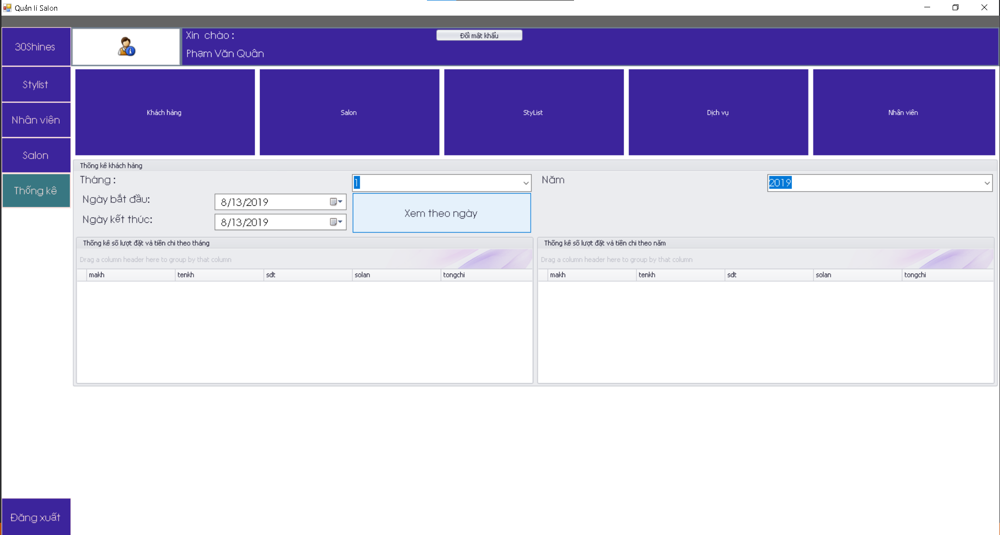 Quản lí Salon
30Shines
Xin chào :
Đổi mật khẩu
Phạm Văn Quân
Stylist
Nhân viên
Salon
Thống kê
Đăng xuất
Khách hàng
Salon
StyList
Dịch vụ
Nhân viên
Thống kê khách hàng
Tháng :
1
Năm
2019
Ngày bắt đầu:
8/13/2019
Xem theo ngày
Ngày kết thúc:
8/13/2019
Thống kê số lượt đặt và tiền chi theo tháng
Drag a column header here to group by that column
makh tenkh sdt solan tongchi
Thống kê số lượt đặt và tiền chi theo năm
Drag a column header here to group by that column
makh tenkh sdt solan tongchi